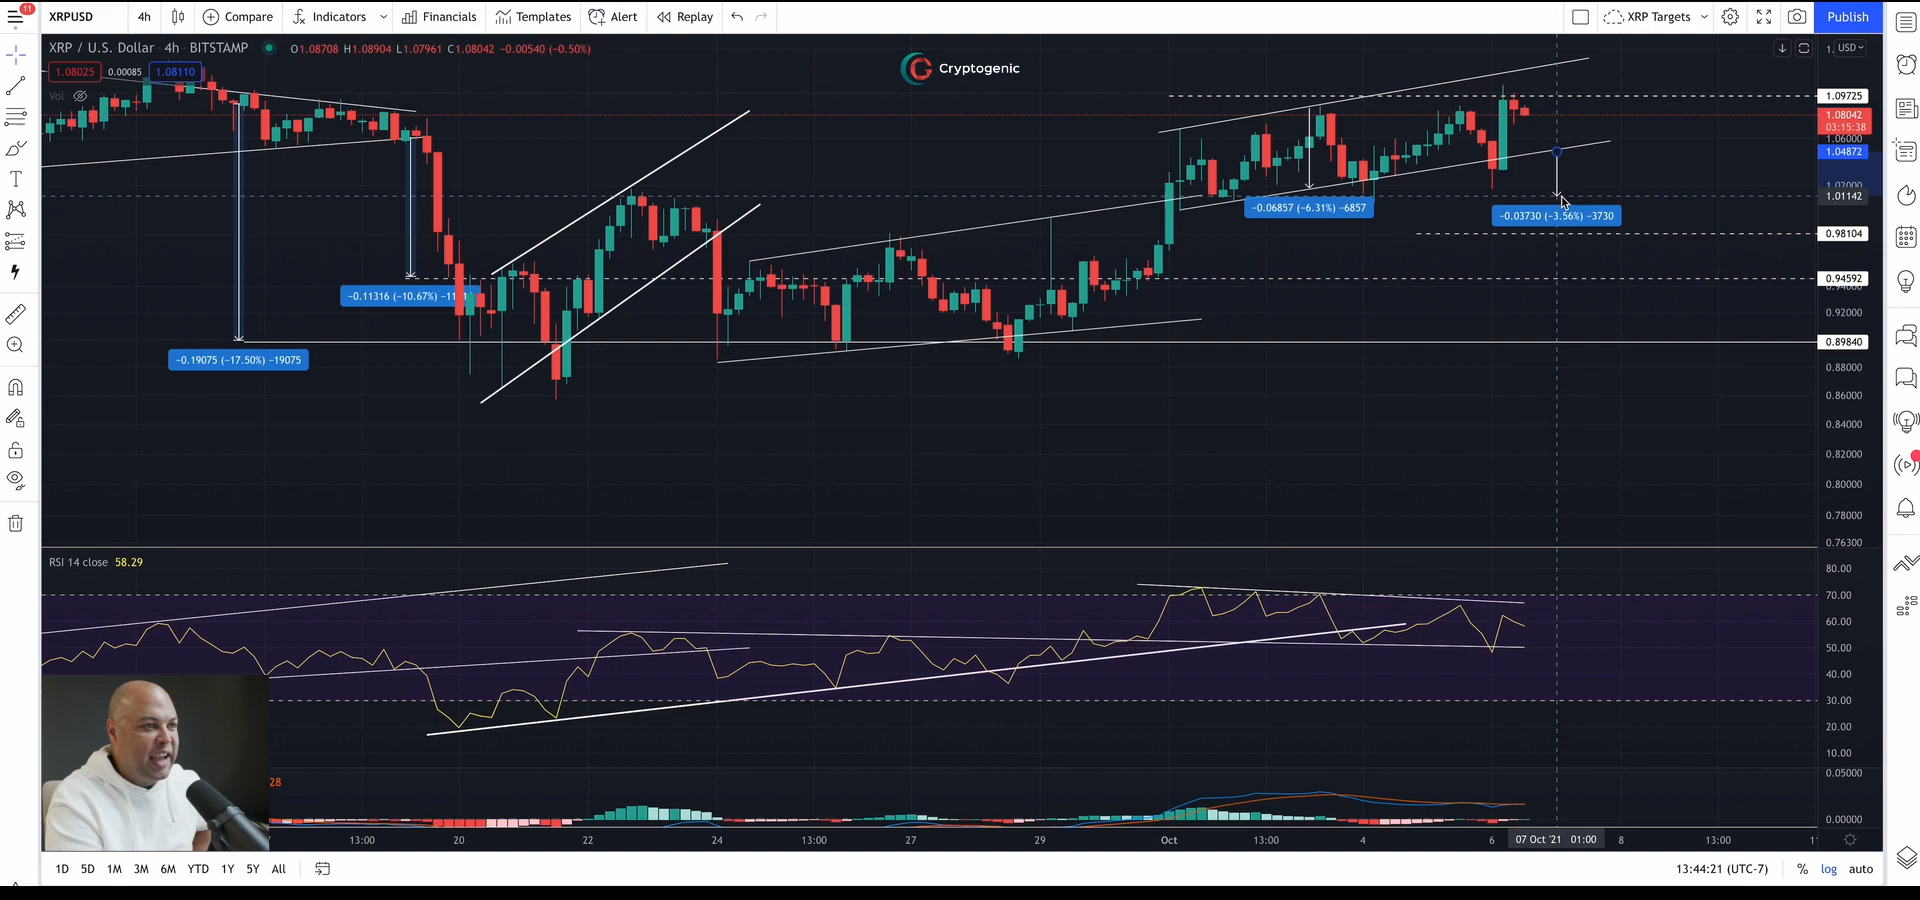 11
XRPUSD 4h Compare Indicators Financials Templates Alert Replay XRP Targets Publish
XRP / U.S. Dollar · 4h · BITSTAMP O1.08708 H1.08904 L1.07961 C1.08042 −0.00540 (−0.50%)
1.08025 0.00085 1.08110
Vol
Cryptogenic
USD
1.09725
1.08042
03:15:38
1.06000
1.04872
1.01142
0.98104
0.94592
0.92000
0.89840
0.88000
0.86000
0.84000
0.82000
0.80000
0.78000
0.76300
−0.06857 (−6.31%) −6857
−0.03730 (−3.56%) −3730
−0.11316 (−10.67%)
−0.19075 (−17.50%) −19075
RSI 14 close 58.29
80.00
70.00
60.00
50.00
40.00
30.00
20.00
10.00
28
0.05000
0.00000
13:00 20 22 24 13:00 27 29 Oct 13:00 4 6 07 Oct '21 01:00 8 13:00
1D 5D 1M 3M 6M YTD 1Y 5Y All
13:44:21 (UTC-7) % log auto